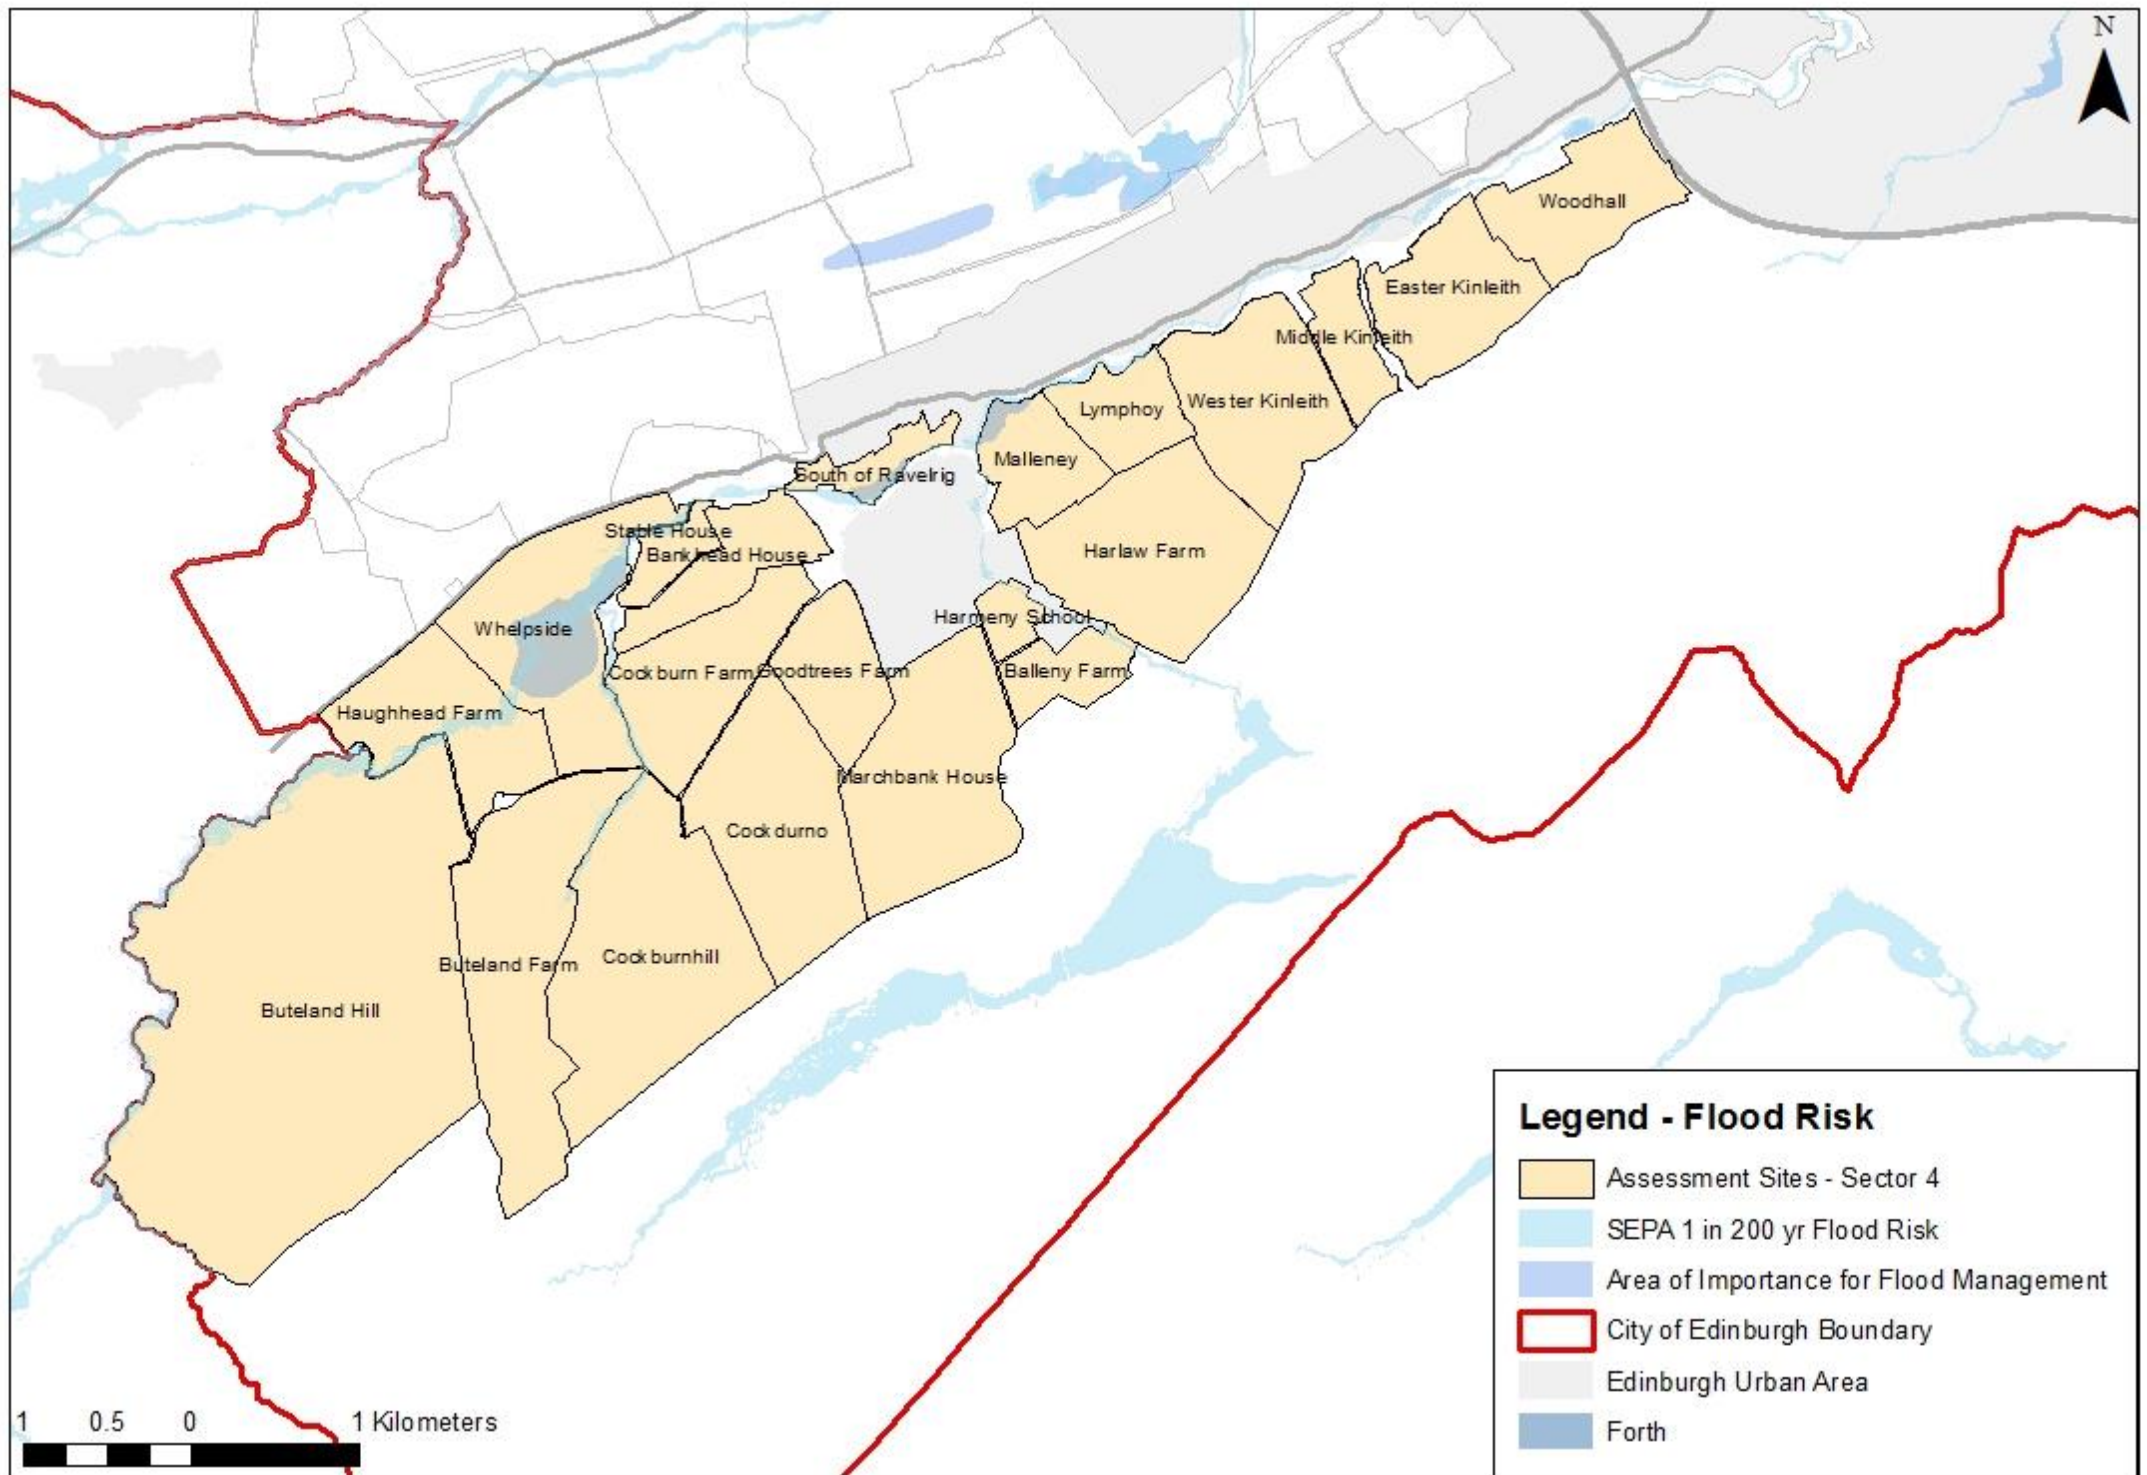 N
Woodhall
Easter Kinleith
Middle Kinleith
Wester Kinleith
Lymphoy
Malleney
South of Ravelrig
Stable House
Bankhead House
Harlaw Farm
Harmeny School
Whelpside
Cockburn Farm
Goodtrees Farm
Balleny Farm
Haughhead Farm
Marchbank House
Cockdurno
Cockburnhill
Buteland Farm
Buteland Hill
Legend - Flood Risk
Assessment Sites - Sector 4
SEPA 1 in 200 yr Flood Risk
Area of Importance for Flood Management
City of Edinburgh Boundary
Edinburgh Urban Area
Forth
1 0.5 0 1 Kilometers